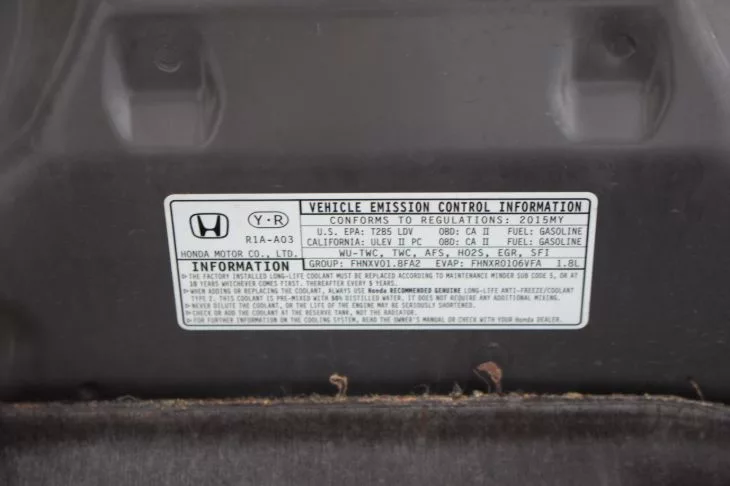 VEHICLE EMISSION CONTROL INFORMATION
Y-R
CONFORMS TO REGULATIONS: 2015MY
R1A-A03
U.S. EPA: T2B5 LDV OBD: CA II FUEL: GASOLINE
CALIFORNIA: ULEV II PC OBD: CA II FUEL: GASOLINE
HONDA MOTOR CO., LTD.
WU-TWC, TWC, AFS, HO2S, EGR, SFI
INFORMATION
GROUP: FHNXV01.8FA2 EVAP: FHNXR0106VFA 1.8L
▷THE FACTORY INSTALLED LONG-LIFE COOLANT MUST BE REPLACED ACCORDING TO MAINTENANCE MINDER SUB CODE 5, OR AT
10 YEARS WHICHEVER COMES FIRST. THEREAFTER EVERY 5 YEARS.
▷WHEN ADDING OR REPLACING THE COOLANT, ALWAYS USE Honda RECOMMENDED GENUINE LONG-LIFE ANTI-FREEZE/COOLANT
TYPE 2. THIS COOLANT IS PRE-MIXED WITH 50% DISTILLED WATER. IT DOES NOT REQUIRE ANY ADDITIONAL MIXING.
▷NEVER DILUTE THE COOLANT, OR THE LIFE OF THE ENGINE MAY BE SERIOUSLY SHORTENED.
▷CHECK OR ADD THE COOLANT AT THE RESERVE TANK, NOT THE RADIATOR.
▷FOR FURTHER INFORMATION ON THE COOLING SYSTEM, READ THE OWNER'S MANUAL OR CHECK WITH YOUR Honda DEALER.